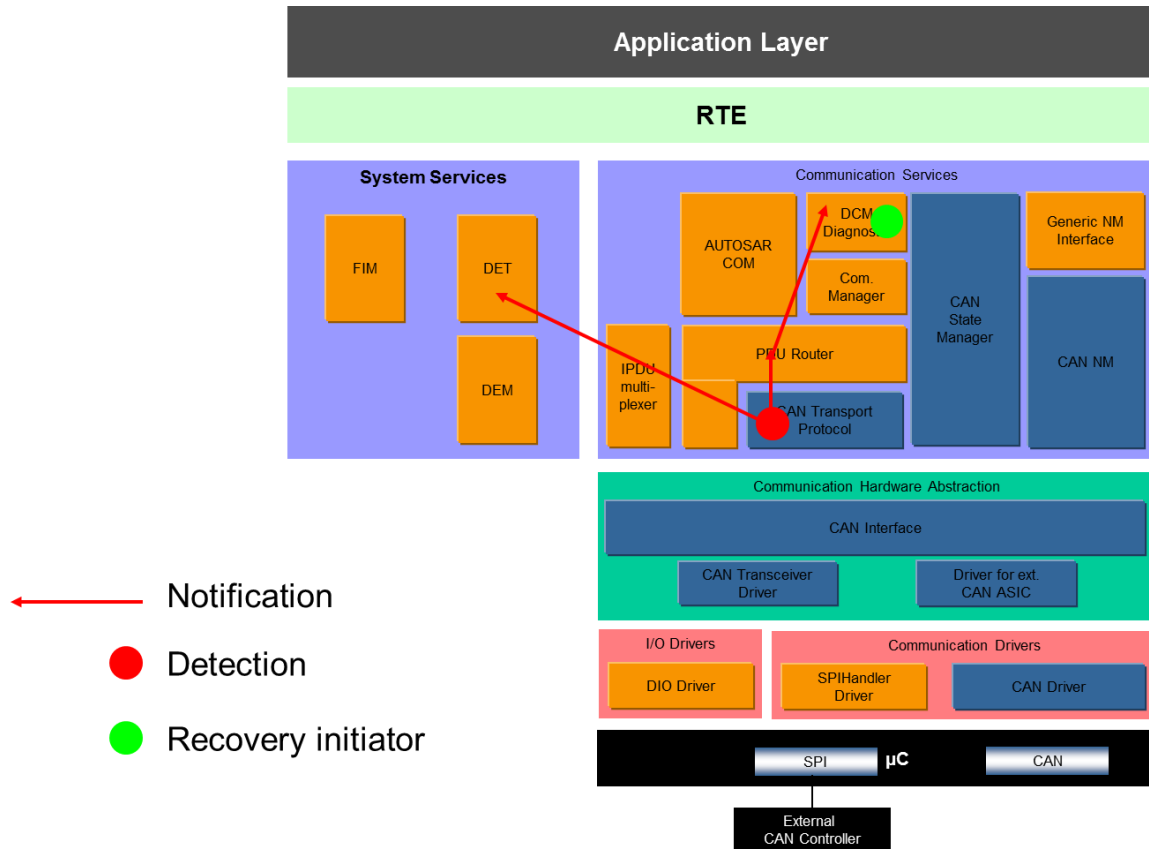 Application Layer
RTE
System Services
FIM
DET
DEM
Communication Services
AUTOSAR
COM
DCM
Com.
Manager
IPDU
multi-
plexer
Router
CAN Transport
Protocol
CAN
State
Manager
Generic NM
Interface
CAN NM
Communication Hardware Abstraction
CAN Interface
CAN Transceiver
Driver
Driver for ext.
CAN ASIC
I/O Drivers
DIO Driver
Communication Drivers
SPIHandler
Driver
CAN Driver
SPI
µC
CAN
External
CAN Controller
Notification
Detection
Recovery initiator